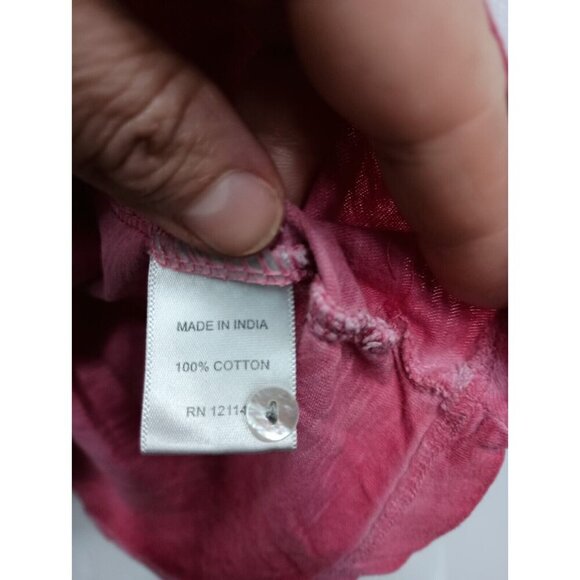 MADE IN INDIA
100% COTTON
RN 12114